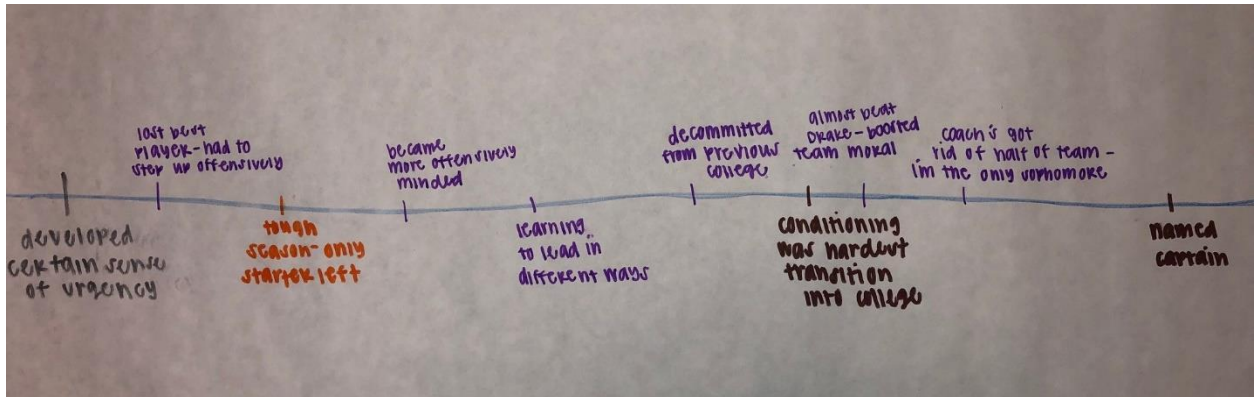 developed
certain sense
of urgency
lost best
player-had to
step up offensively
tough
season-only
starter left
became
more offensively
minded
learning
to lead in
different ways
decommitted
from previous
college
conditioning
was hardest
transition
into college
almost beat
Drake-boosted
team moral
coach's got
rid of half of team-
i'm the only sophomore
named
captain